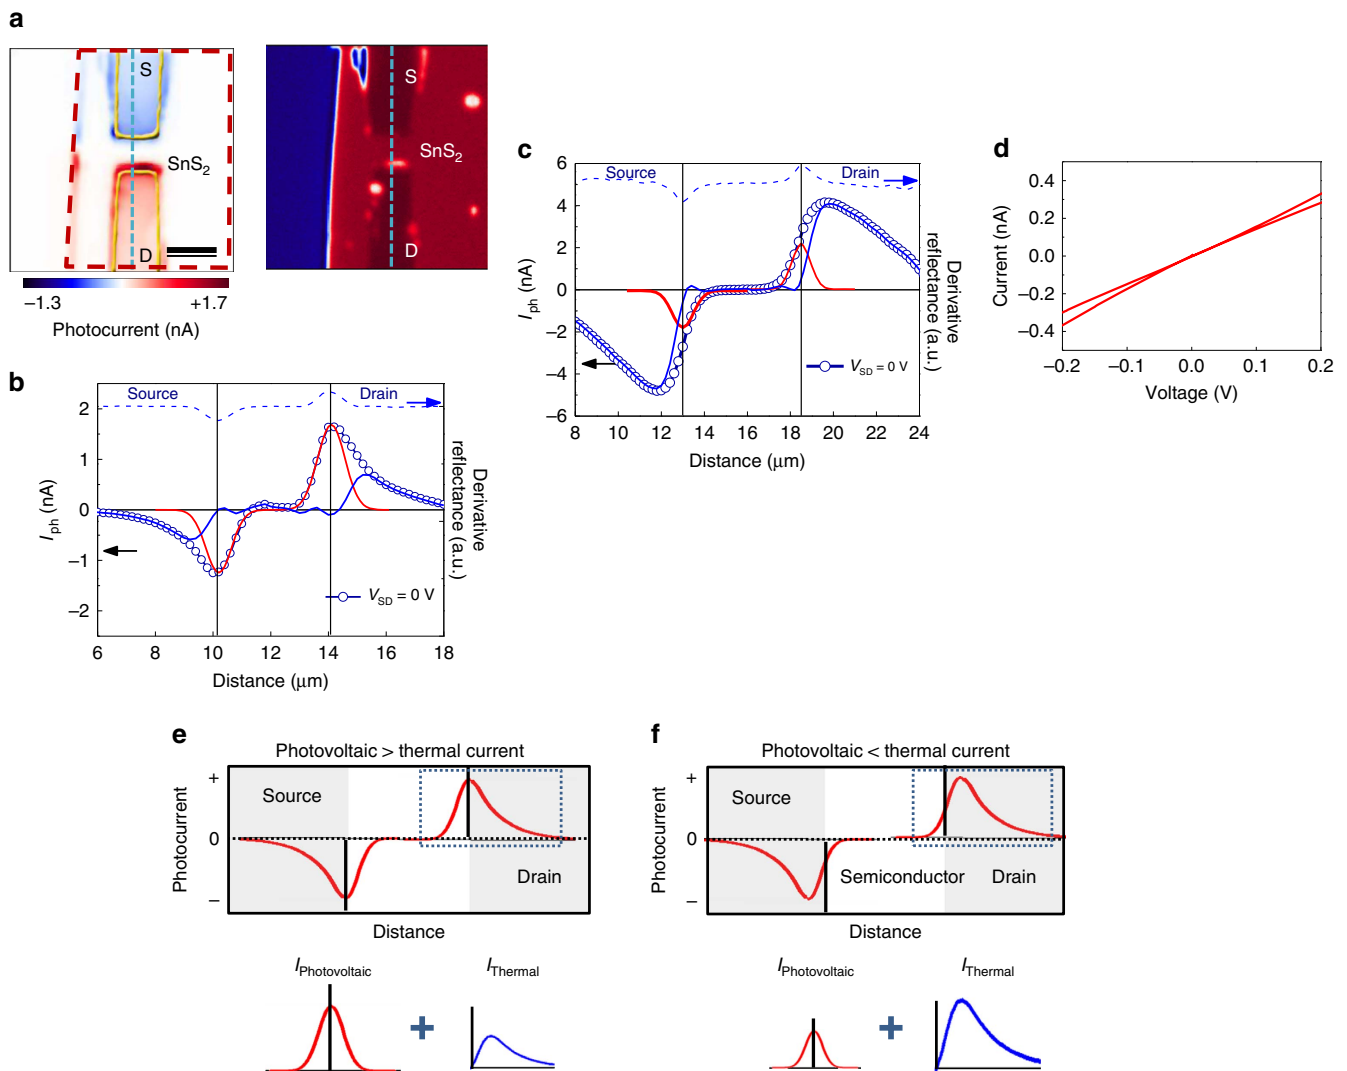 a
S
SnS2
D
−1.3
+1.7
Photocurrent (nA)
S
SnS2
D
b
Source
Drain
2
1
0
−1
−2
Iph (nA)
Derivative
reflectance (a.u.)
VSD = 0 V
6 8 10 12 14 16 18
Distance (μm)
c
Source
Drain
6
4
2
0
−2
−4
−6
Iph (nA)
Derivative
reflectance (a.u.)
VSD = 0 V
8 10 12 14 16 18 20 22 24
Distance (μm)
d
0.4
0.2
0.0
−0.2
−0.4
Current (nA)
−0.2 −0.1 0.0 0.1 0.2
Voltage (V)
e
Photovoltaic > thermal current
+
0
−
Photocurrent
Source
Drain
Distance
IPhotovoltaic
+
IThermal
f
Photovoltaic < thermal current
+
0
−
Photocurrent
Source
Semiconductor
Drain
Distance
IPhotovoltaic
+
IThermal